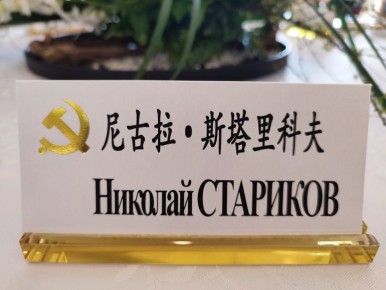 尼古拉·斯塔里科夫
Николай СТАРИКОВ